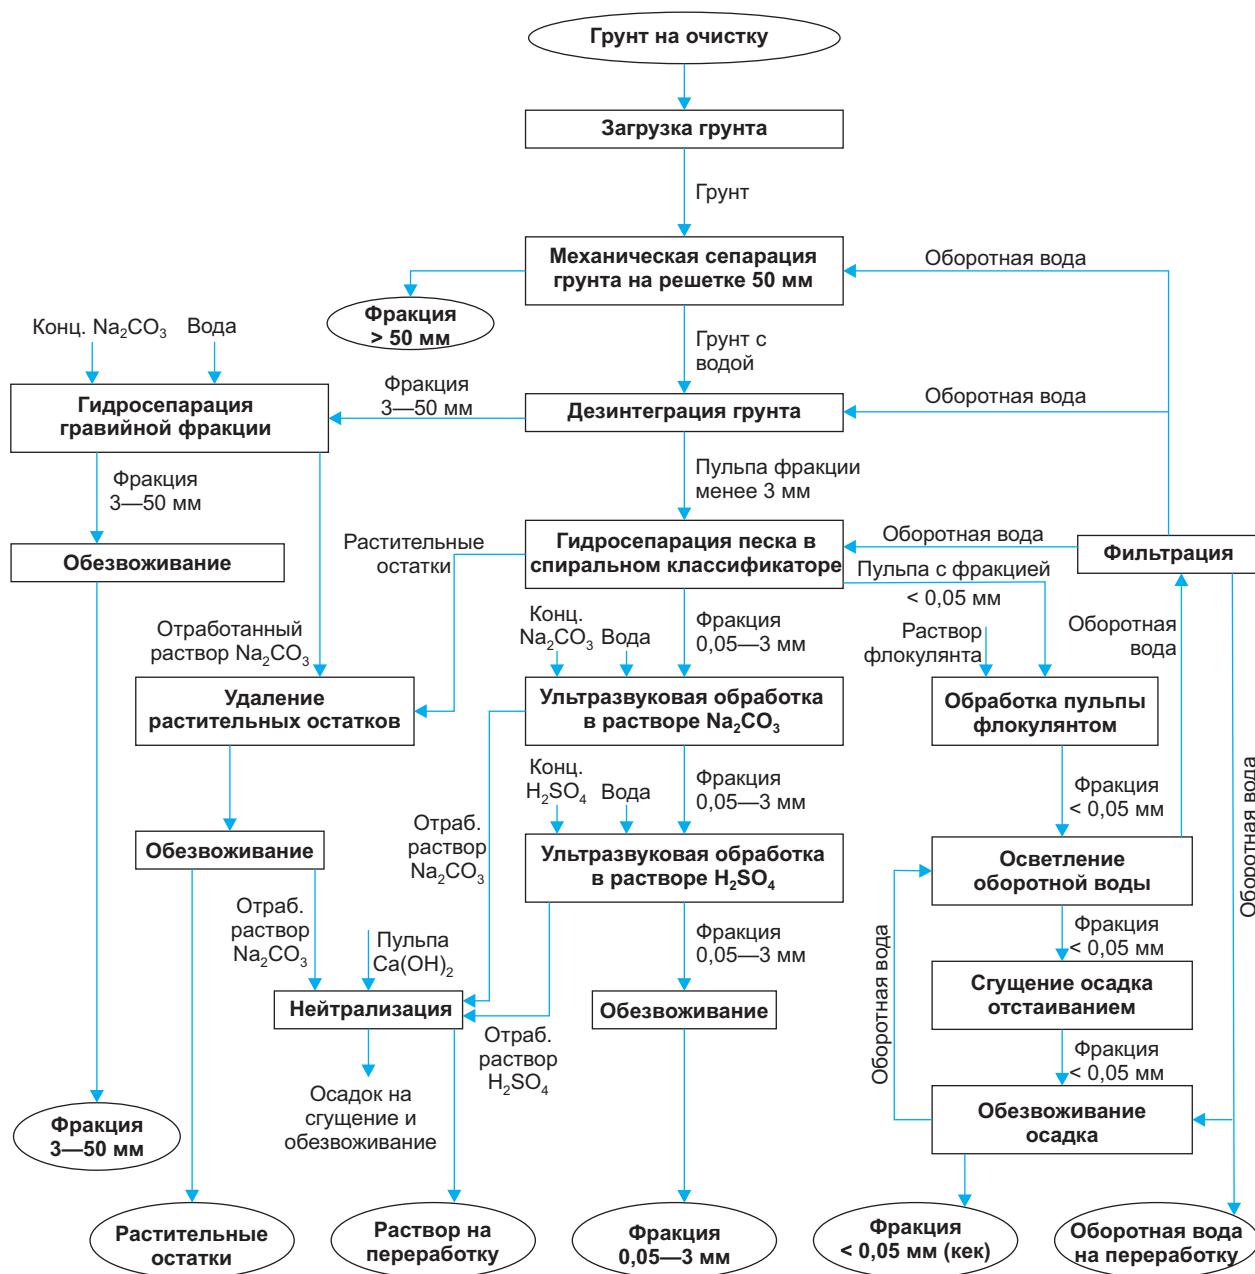 Грунт на очистку
Загрузка грунта
Грунт
Механическая сепарация
грунта на решетке 50 мм
Оборотная вода
Фракция
> 50 мм
Конц. Na₂CO₃
Вода
Грунт с
водой
Фракция
3—50 мм
Гидросепарация
гравийной фракции
Дезинтеграция грунта
Оборотная вода
Фракция
3—50 мм
Пульпа фракции
менее 3 мм
Обезвоживание
Растительные
остатки
Гидросепарация песка в
спиральном классификаторе
Оборотная вода
Фильтрация
Пульпа с фракцией
< 0,05 мм
Отработанный
раствор Na₂CO₃
Конц.
Na₂CO₃
Вода
Фракция
0,05—3 мм
Раствор
флокулянта
Оборотная
вода
Удаление
растительных остатков
Ультразвуковая обработка
в растворе Na₂CO₃
Обработка пульпы
флокулянтом
Конц.
H₂SO₄
Вода
Фракция
0,05—3 мм
Фракция
< 0,05 мм
Оборотная вода
Обезвоживание
Отраб.
раствор
Na₂CO₃
Ультразвуковая обработка
в растворе H₂SO₄
Осветление
оборотной воды
Отраб.
раствор
Na₂CO₃
Пульпа
Ca(OH)₂
Фракция
0,05—3 мм
Оборотная вода
Фракция
< 0,05 мм
Нейтрализация
Обезвоживание
Сгущение осадка
отстаиванием
Отраб.
раствор
H₂SO₄
Фракция
< 0,05 мм
Осадок на
сгущение и
обезвоживание
Обезвоживание
осадка
Фракция
3—50 мм
Растительные
остатки
Раствор на
переработку
Фракция
0,05—3 мм
Фракция
< 0,05 мм (кек)
Оборотная вода
на переработку